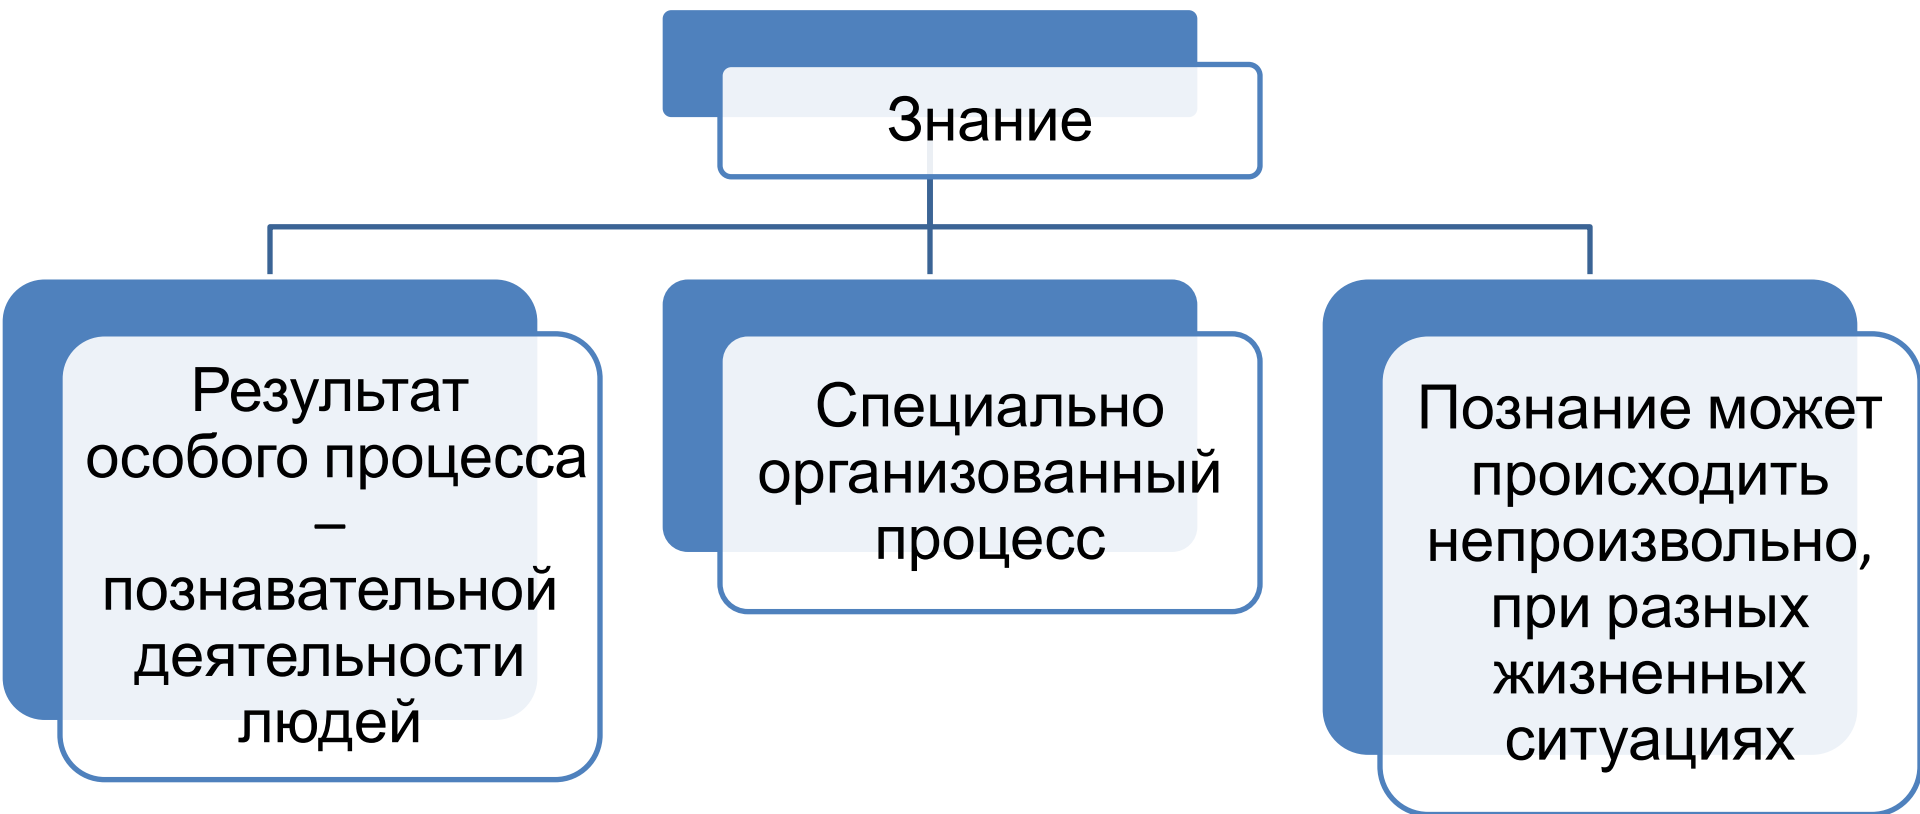 Знание
Результат
особого процесса
–
познавательной
деятельности
людей
Специально
организованный
процесс
Познание может
происходить
непроизвольно,
при разных
жизненных
ситуациях